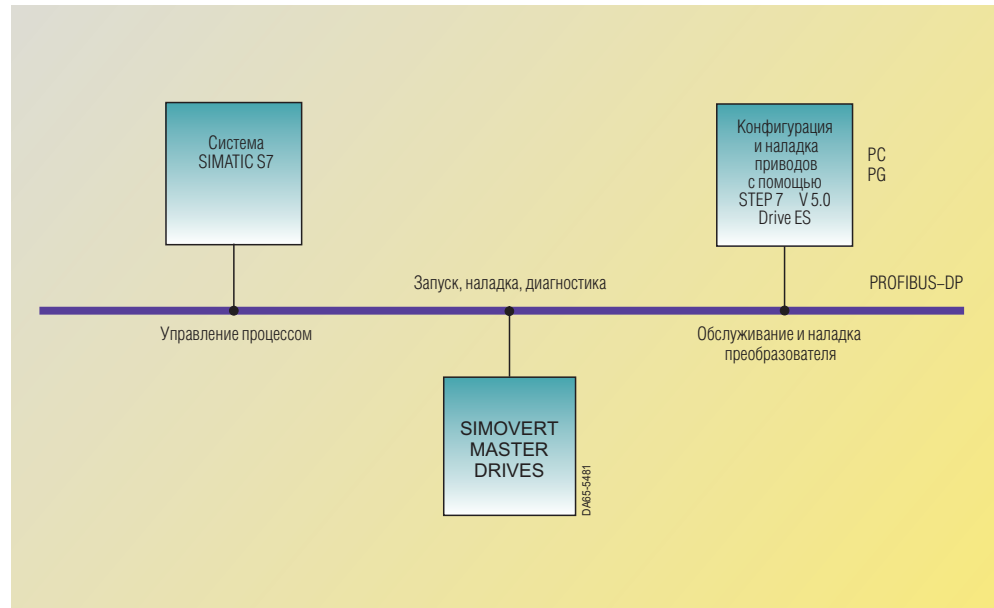 Система
SIMATIC S7
Конфигурация
и наладка
приводов
с помощью
STEP 7 V 5.0
Drive ES
PC
PG
Запуск, наладка, диагностика
PROFIBUS–DP
Управление процессом
Обслуживание и наладка
преобразователя
SIMOVERT
MASTER
DRIVES
DA65-5481